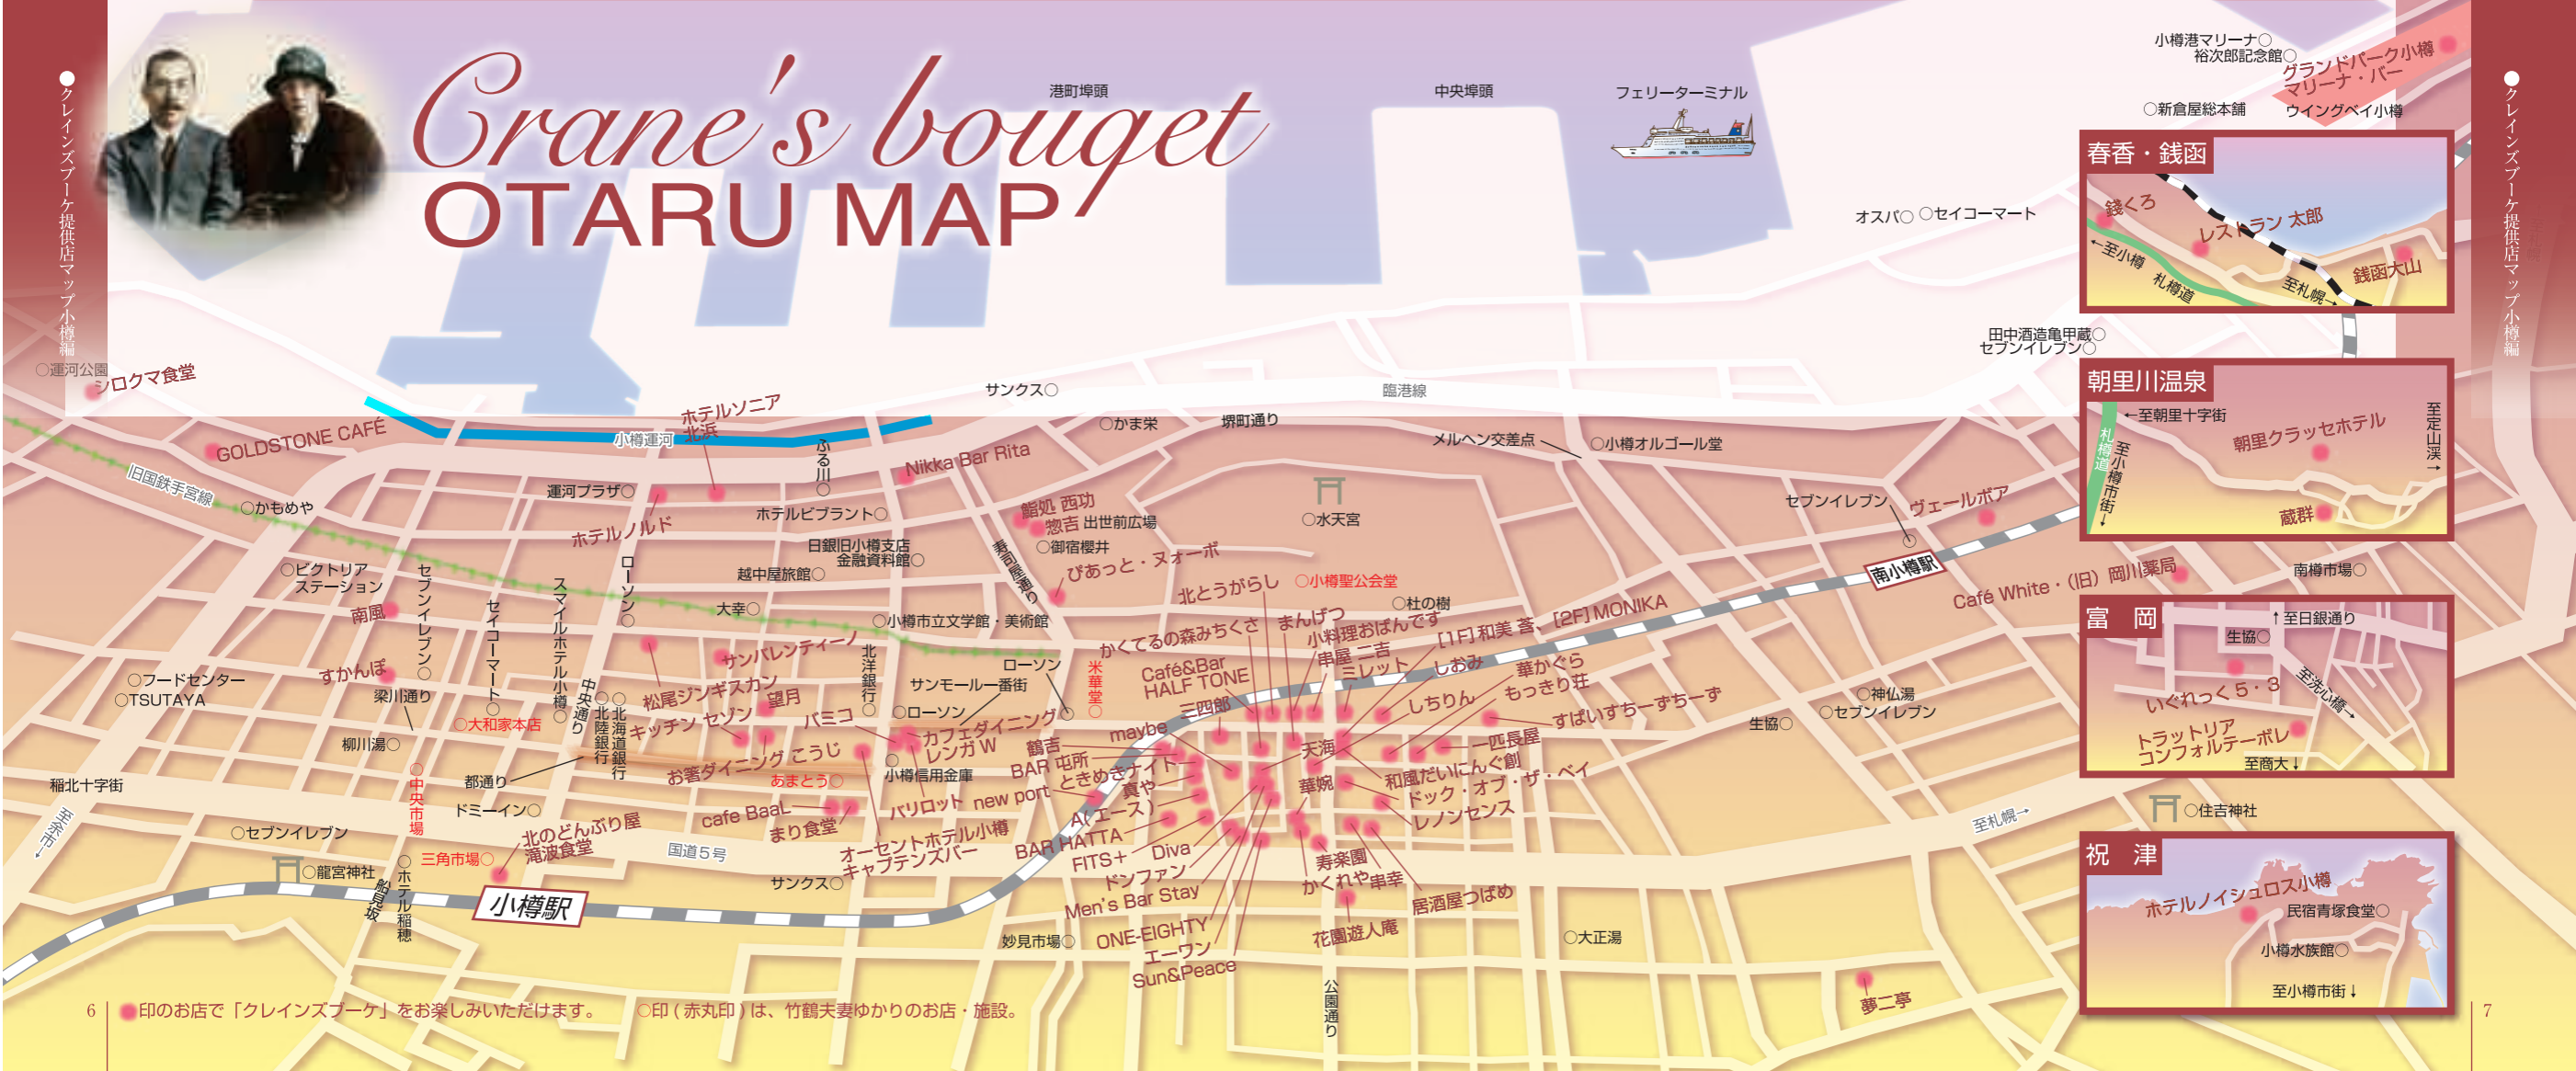 ●クレインズブーケ提供店マップ小樽編
Crane's bouget
OTARU MAP
港町埠頭
中央埠頭
フェリーターミナル
小樽港マリーナ○
裕次郎記念館○
グランドパーク小樽
マリーナ・バー
○新倉屋総本舗
ウイングベイ小樽
●クレインズブーケ提供店マップ小樽編
オスパ○
○セイコーマート
田中酒造亀甲蔵○
セブンイレブン○
春香・銭函
錢くろ
レストラン 太郎
銭函大山
←至小樽
札樽道
至札幌→
朝里川温泉
←至朝里十字街
札樽道
至小樽市街→
朝里クラッセホテル
蔵群
至定山渓→
富　岡
↑至日銀通り
生協○
至洗心橋→
いぐれっく 5・3
トラットリア
コンフォルテーボレ
至商大↓
祝　津
ホテルノイシュロス小樽
民宿青塚食堂○
小樽水族館○
至小樽市街↓
○運河公園
シロクマ食堂
GOLDSTONE CAFÉ
旧国鉄手宮線
○かもめや
小樽運河
ホテルソニア
北浜
運河プラザ○
ホテルノルド
ふる川○
Nikka Bar Rita
サンクス○
臨港線
○かま栄
堺町通り
メルヘン交差点
○小樽オルゴール堂
ホテルビブラント○
日銀旧小樽支店
金融資料館○
越中屋旅館○
大幸○
鮨処 西功
惣吉
出世前広場
○御宿櫻井
寿司屋通り
ぴあっと・ヌォーボ
○水天宮
セブンイレブン
ヴェールボア
南小樽駅
Café White・（旧）岡川薬局
南樽市場○
○ビクトリア
ステーション
南風
すかんぽ
セブンイレブン○
セイコーマート○
スマイルホテル小樽○
ローソン○
○小樽市立文学館・美術館
北とうがらし
○小樽聖公会堂
○杜の樹
かくてるの森みちくさ
まんげつ
小料理おばんです
串屋 二吉
ミレット
[1F] 和美 荅、[2F] MONIKA
しおみ
華かぐら
もっきり荘
しちりん
すぱいすちーずちーず
一匹長屋
Café&Bar
HALF TONE
三四郎
○フードセンター
○TSUTAYA
梁川通り
○大和家本店
柳川湯○
中央通り
○北陸銀行
○北海道銀行
松尾ジンギスカン
サンバレンティーノ
望月
キッチン セゾン
バミコ
北洋銀行○
ローソン
サンモール一番街
○ローソン
米華堂○
カフェダイニング
レンガ W
○
小樽信用金庫
お箸ダイニング こうじ
あまとう○
都通り
ドミーイン○
○中央市場
稲北十字街
至余市→
○セブンイレブン
○龍宮神社
船見坂
○ホテル稲穂
三角市場○
北のどんぶり屋
滝波食堂
小樽駅
国道５号
cafe BaaL
まり食堂
バリロット
オーセントホテル小樽
キャプテンズバー
サンクス○
maybe
鶴吉
BAR 屯所
ときめきナイト
new port
真や
A( エース )
BAR HATTA
FITS+
Diva
ドンファン
Men's Bar Stay
ONE-EIGHTY
エーワン
Sun&Peace
妙見市場○
天海
華婉
和風だいにんぐ創
ドック・オブ・ザ・ベイ
レノンセンス
寿楽園
かくれや
串幸
居酒屋つばめ
花園遊人庵
公園通り
○大正湯
生協○
○神仏湯
○セブンイレブン
至札幌→
○住吉神社
夢二亭
6
●印のお店で「クレインズブーケ」をお楽しみいただけます。
○印 ( 赤丸印 ) は、竹鶴夫妻ゆかりのお店・施設。
7